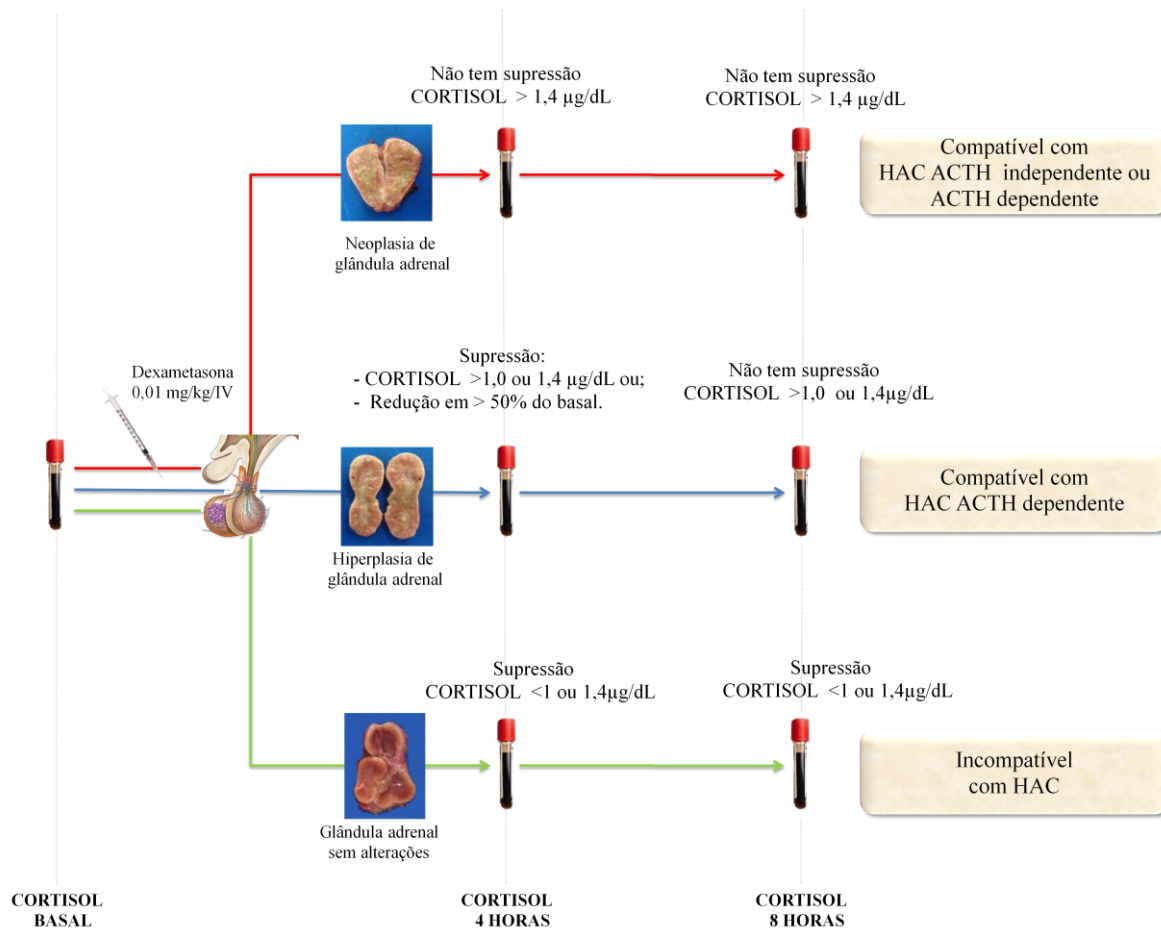 Não tem supressão
CORTISOL > 1,4 µg/dL
Não tem supressão
CORTISOL > 1,4 µg/dL
Compatível com
HAC ACTH independente ou
ACTH dependente
Neoplasia de
glândula adrenal
Dexametasona
0,01 mg/kg/IV
Supressão:
- CORTISOL >1,0 ou 1,4 µg/dL ou;
- Redução em > 50% do basal.
Não tem supressão
CORTISOL >1,0 ou 1,4µg/dL
Compatível com
HAC ACTH dependente
Hiperplasia de
glândula adrenal
Supressão
CORTISOL <1 ou 1,4µg/dL
Supressão
CORTISOL <1 ou 1,4µg/dL
Incompatível
com HAC
Glândula adrenal
sem alterações
CORTISOL
BASAL
CORTISOL
4 HORAS
CORTISOL
8 HORAS